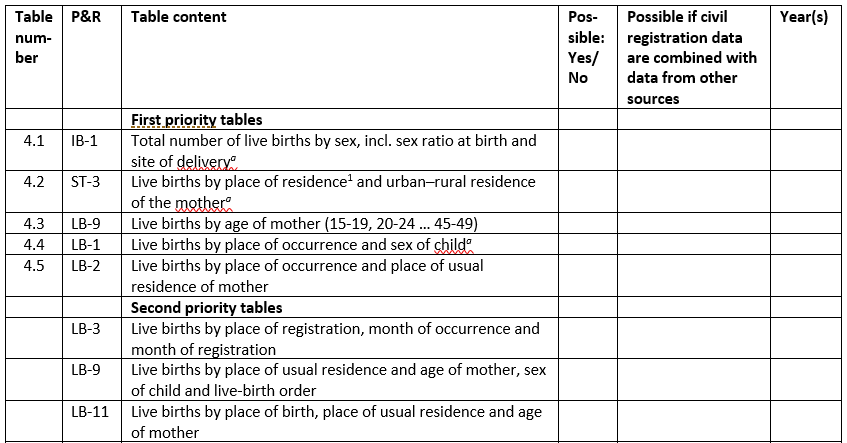 Table num- ber P&R Table content Pos- sible: Yes/ No Possible if civil registration data are combined with data from other sources Year(s)
First priority tables
4.1 IB-1 Total number of live births by sex, incl. sex ratio at birth and
site of deliveryᵃ
4.2 ST-3 Live births by place of residence¹ and urban–rural residence
of the motherᵃ
4.3 LB-9 Live births by age of mother (15-19, 20-24 … 45-49)
4.4 LB-1 Live births by place of occurrence and sex of childᵃ
4.5 LB-2 Live births by place of occurrence and place of usual
residence of mother
Second priority tables
LB-3 Live births by place of registration, month of occurrence and
month of registration
LB-9 Live births by place of usual residence and age of mother, sex
of child and live-birth order
LB-11 Live births by place of birth, place of usual residence and age
of mother